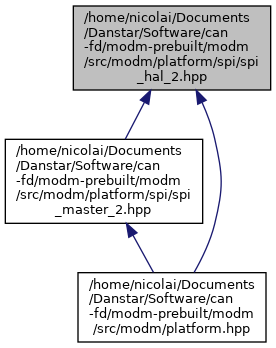 /home/nicolai/Documents
/Danstar/Software/can
-fd/modm-prebuilt/modm
/src/modm/platform/spi/spi
_hal_2.hpp
/home/nicolai/Documents
/Danstar/Software/can
-fd/modm-prebuilt/modm
/src/modm/platform/spi/spi
_master_2.hpp
/home/nicolai/Documents
/Danstar/Software/can
-fd/modm-prebuilt/modm
/src/modm/platform.hpp